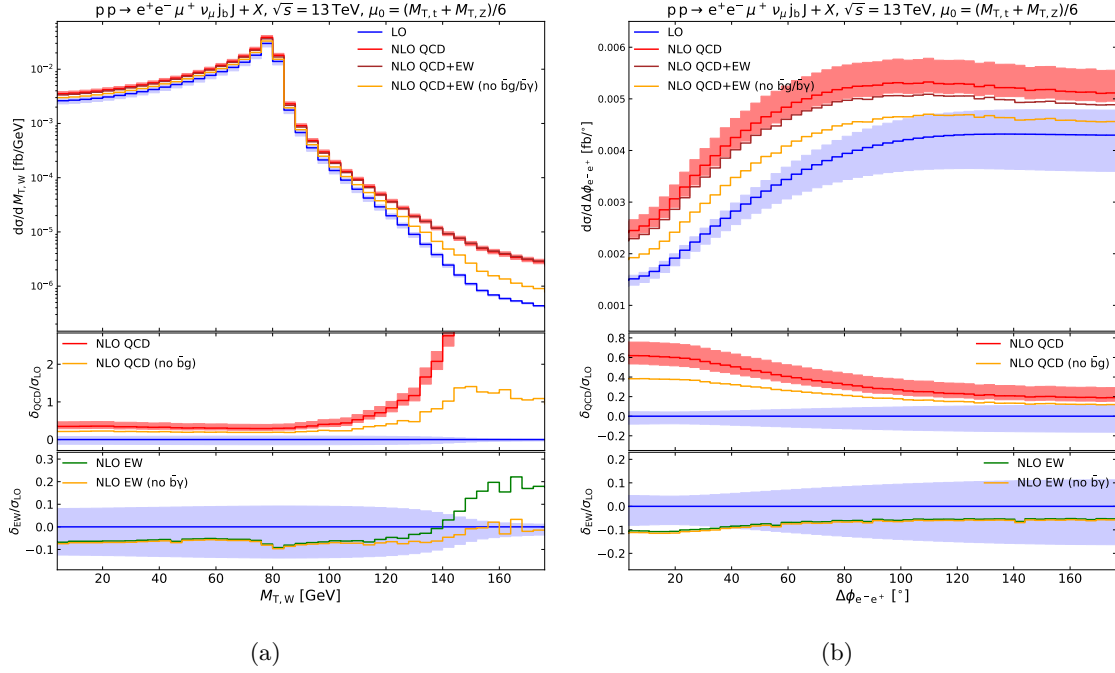 p p → e⁺e⁻ μ⁺ ν_μ j_b J + X, √s = 13 TeV, μ₀ = (M_T,t + M_T,Z)/6
LO
NLO QCD
NLO QCD+EW
NLO QCD+EW (no b̄g/b̄γ)
dσ/d M_T,W [fb/GeV]
10⁻²
10⁻³
10⁻⁴
10⁻⁵
10⁻⁶
NLO QCD
NLO QCD (no b̄g)
δ_QCD/σ_LO
2
1
0
NLO EW
NLO EW (no b̄γ)
δ_EW/σ_LO
0.3
0.2
0.1
0.0
−0.1
20 40 60 80 100 120 140 160
M_T,W [GeV]
(a)
p p → e⁺e⁻ μ⁺ ν_μ j_b J + X, √s = 13 TeV, μ₀ = (M_T,t + M_T,Z)/6
LO
NLO QCD
NLO QCD+EW
NLO QCD+EW (no b̄g/b̄γ)
dσ/d Δϕ_e⁻e⁺ [fb/°]
0.006
0.005
0.004
0.003
0.002
0.001
NLO QCD
NLO QCD (no b̄g)
δ_QCD/σ_LO
0.8
0.6
0.4
0.2
0.0
−0.2
NLO EW
NLO EW (no b̄γ)
δ_EW/σ_LO
0.2
0.1
0.0
−0.1
−0.2
20 40 60 80 100 120 140 160
Δϕ_e⁻e⁺ [°]
(b)